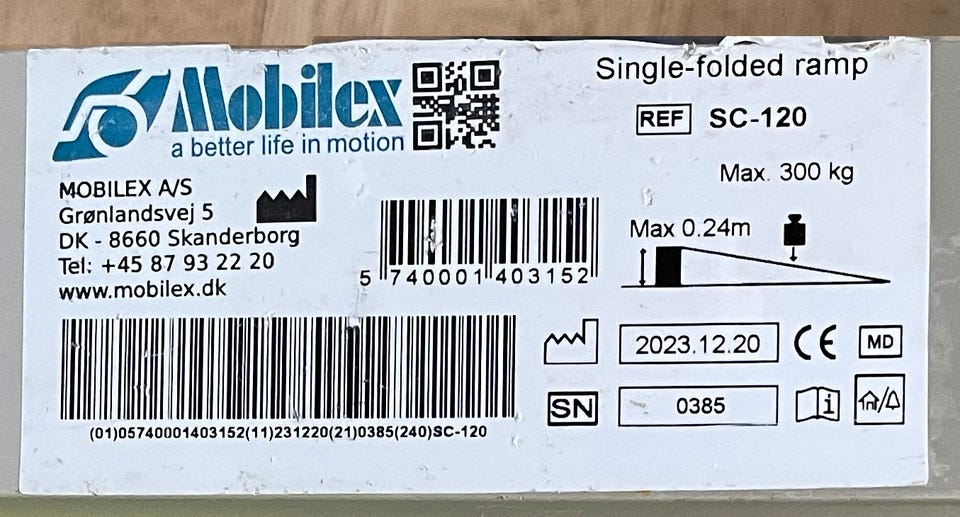 Mobilex
a better life in motion
MOBILEX A/S
Grønlandsvej 5
DK - 8660 Skanderborg
Tel: +45 87 93 22 20
www.mobilex.dk
5 740001 403152
(01)05740001403152(11)231220(21)0385(240)SC-120
Single-folded ramp
REF SC-120
Max. 300 kg
Max 0.24m
2023.12.20 CE MD
SN 0385 i